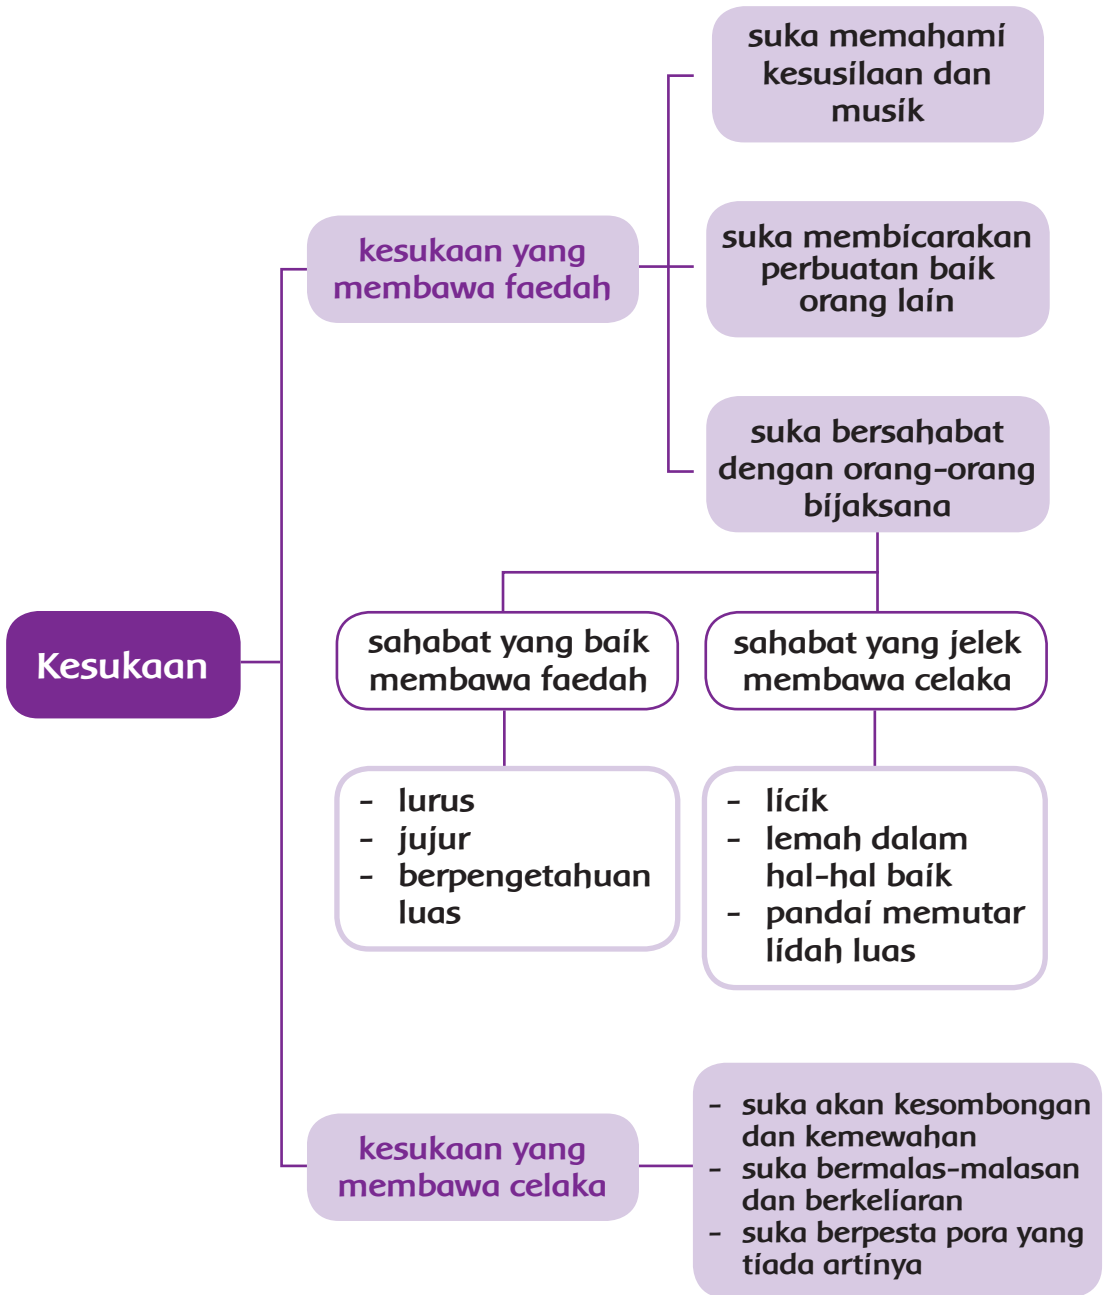 suka memahami
kesusilaan dan
musik
kesukaan yang
membawa faedah
suka membicarakan
perbuatan baik
orang lain
suka bersahabat
dengan orang-orang
bijaksana
Kesukaan
sahabat yang baik
membawa faedah
sahabat yang jelek
membawa celaka
- lurus
- jujur
- berpengetahuan
luas
- licik
- lemah dalam
hal-hal baik
- pandai memutar
lidah luas
kesukaan yang
membawa celaka
- suka akan kesombongan
dan kemewahan
- suka bermalas-malasan
dan berkeliaran
- suka berpesta pora yang
tiada artinya